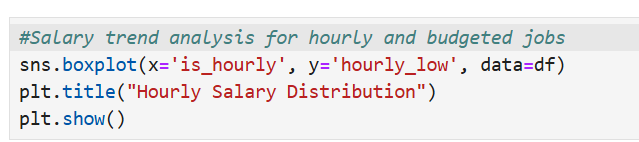 #Salary trend analysis for hourly and budgeted jobs
sns.boxplot(x='is_hourly', y='hourly_low', data=df)
plt.title("Hourly Salary Distribution")
plt.show()